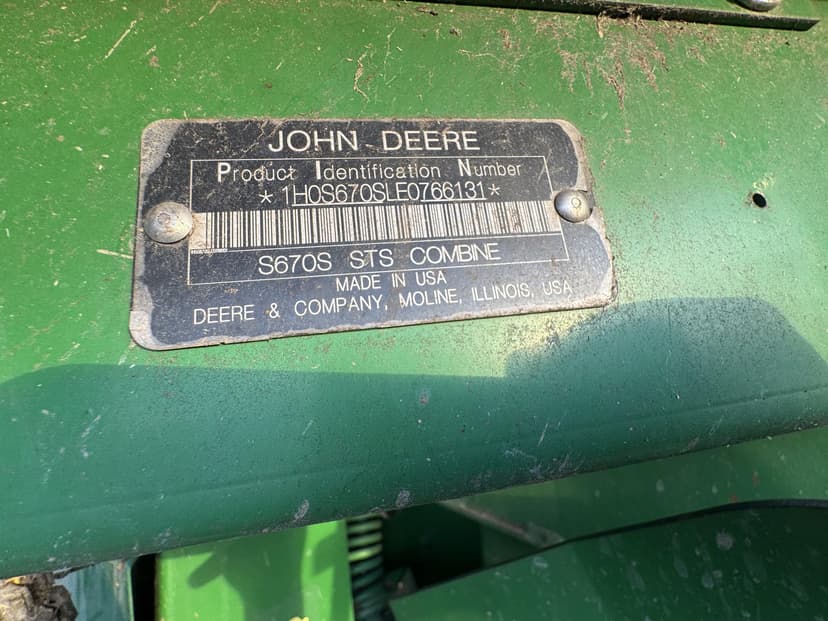 JOHN DEERE
Product Identification Number
*1H0S670SLE0766131*
S670S STS COMBINE
MADE IN USA
DEERE & COMPANY, MOLINE, ILLINOIS, USA